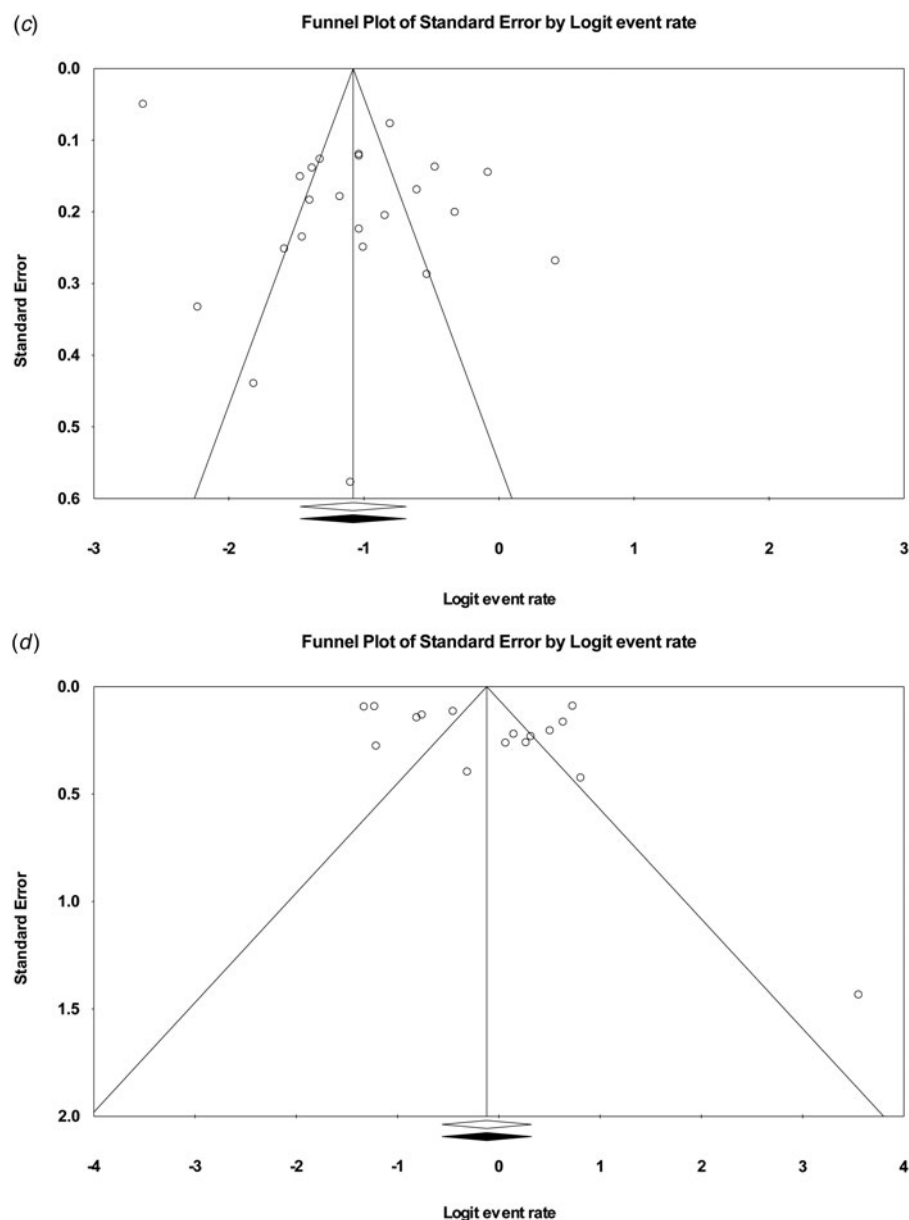 (c)
Funnel Plot of Standard Error by Logit event rate
0.0
0.1
0.2
0.3
0.4
0.5
0.6
Standard Error
-3 -2 -1 0 1 2 3
Logit event rate
(d)
Funnel Plot of Standard Error by Logit event rate
0.0
0.5
1.0
1.5
2.0
Standard Error
-4 -3 -2 -1 0 1 2 3 4
Logit event rate